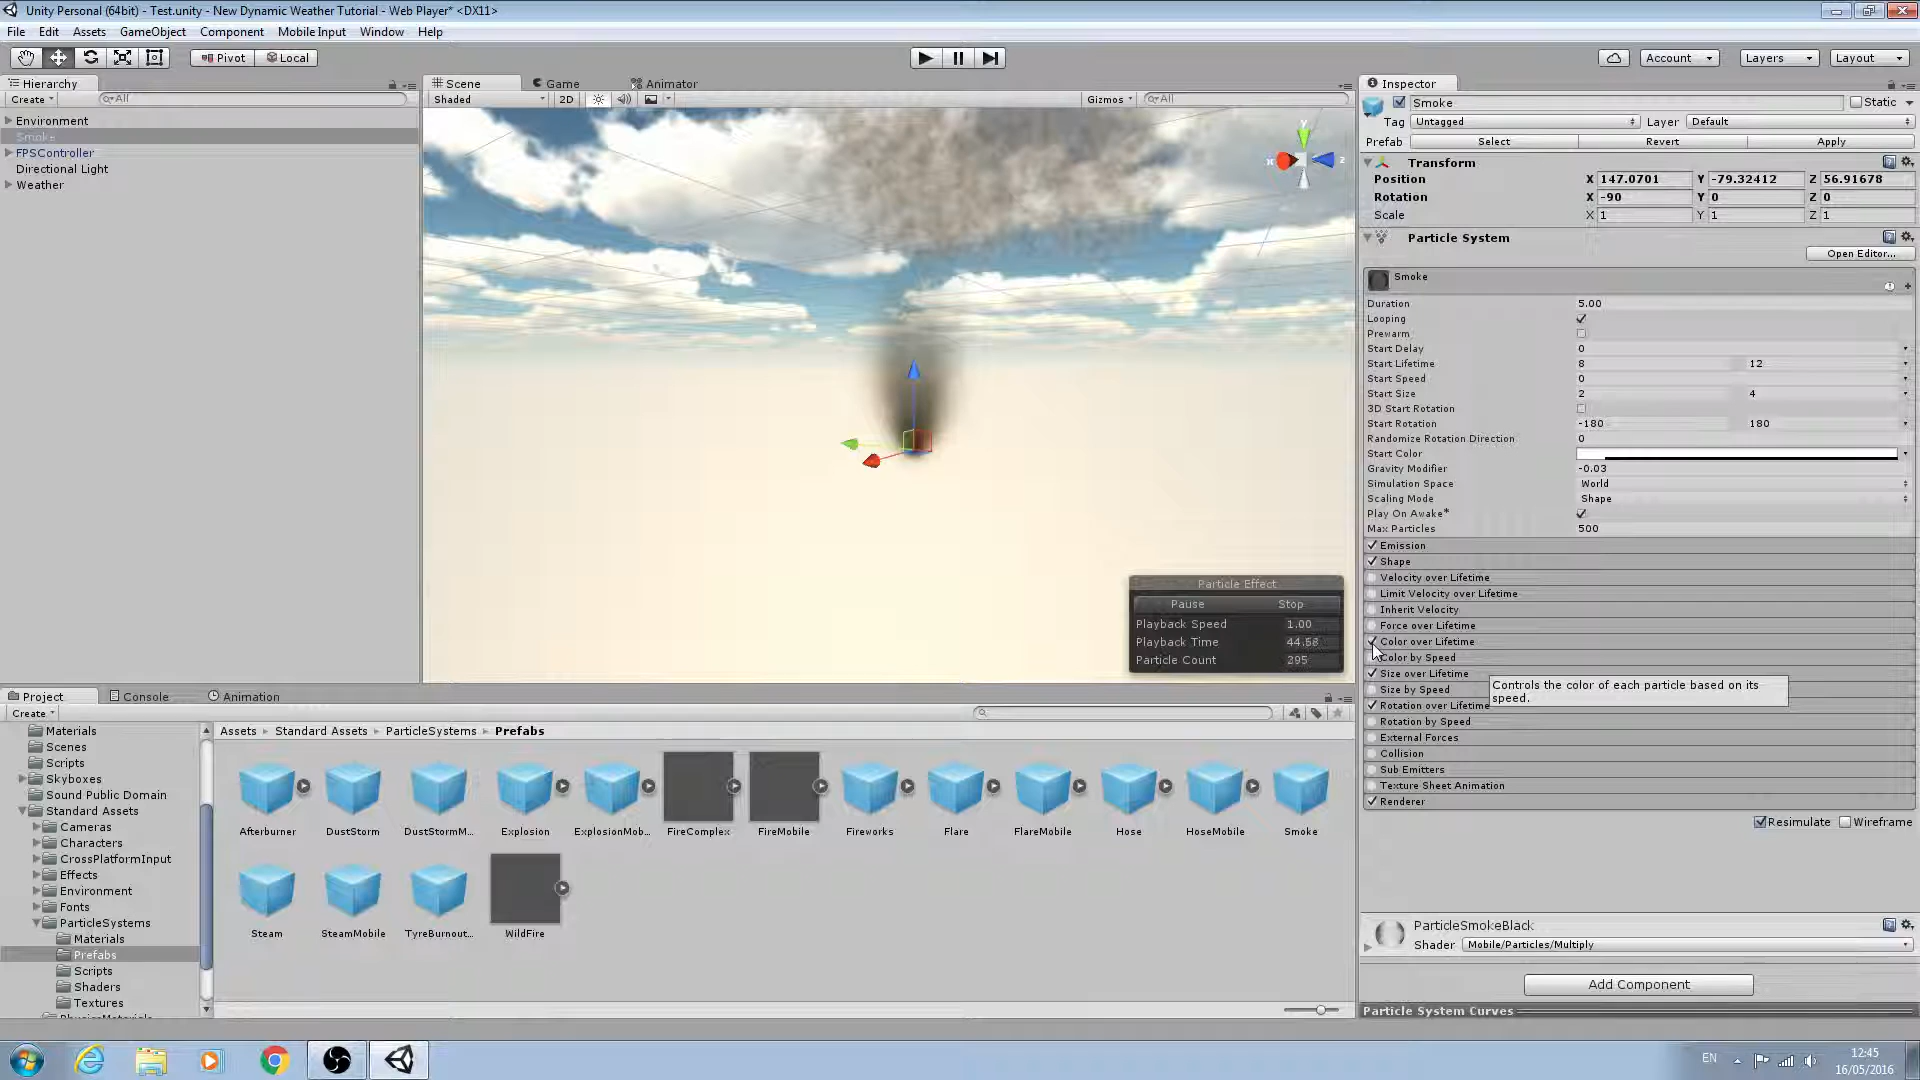 Unity Personal (64bit) - Test.unity - New Dynamic Weather Tutorial - Web Player* <DX11>
File Edit Assets GameObject Component Mobile Input Window Help
Pivot Local Account Layers Layout
Hierarchy
Create All
Environment
Smoke
FPSController
Directional Light
Weather
Scene Game Animator
Shaded 2D Gizmos All
y
x z
Particle Effect
Pause Stop
Playback Speed 1.00
Playback Time 44.58
Particle Count 295
Inspector
Smoke Static
Tag Untagged Layer Default
Prefab Select Revert Apply
Transform
Position X 147.0701 Y -79.32412 Z 56.91678
Rotation X -90 Y 0 Z 0
Scale X 1 Y 1 Z 1
Particle System
Open Editor...
Smoke
Duration 5.00
Looping
Prewarm
Start Delay 0
Start Lifetime 8 12
Start Speed 0
Start Size 2 4
3D Start Rotation
Start Rotation -180 180
Randomize Rotation Direction 0
Start Color
Gravity Modifier -0.03
Simulation Space World
Scaling Mode Shape
Play On Awake*
Max Particles 500
Emission
Shape
Velocity over Lifetime
Limit Velocity over Lifetime
Inherit Velocity
Force over Lifetime
Color over Lifetime
Color by Speed
Size over Lifetime
Size by Speed
Controls the color of each particle based on its
speed.
Rotation over Lifetime
Rotation by Speed
External Forces
Collision
Sub Emitters
Texture Sheet Animation
Renderer
Resimulate Wireframe
ParticleSmokeBlack
Shader Mobile/Particles/Multiply
Add Component
Particle System Curves
Project Console Animation
Create
Materials
Scenes
Scripts
Skyboxes
Sound Public Domain
Standard Assets
Cameras
Characters
CrossPlatformInput
Effects
Environment
Fonts
ParticleSystems
Materials
Prefabs
Scripts
Shaders
Textures
Assets Standard Assets ParticleSystems Prefabs
Afterburner DustStorm DustStormM... Explosion ExplosionMob... FireComplex FireMobile Fireworks Flare FlareMobile Hose HoseMobile Smoke
Steam SteamMobile TyreBurnout... WildFire
EN 12:45
16/05/2016